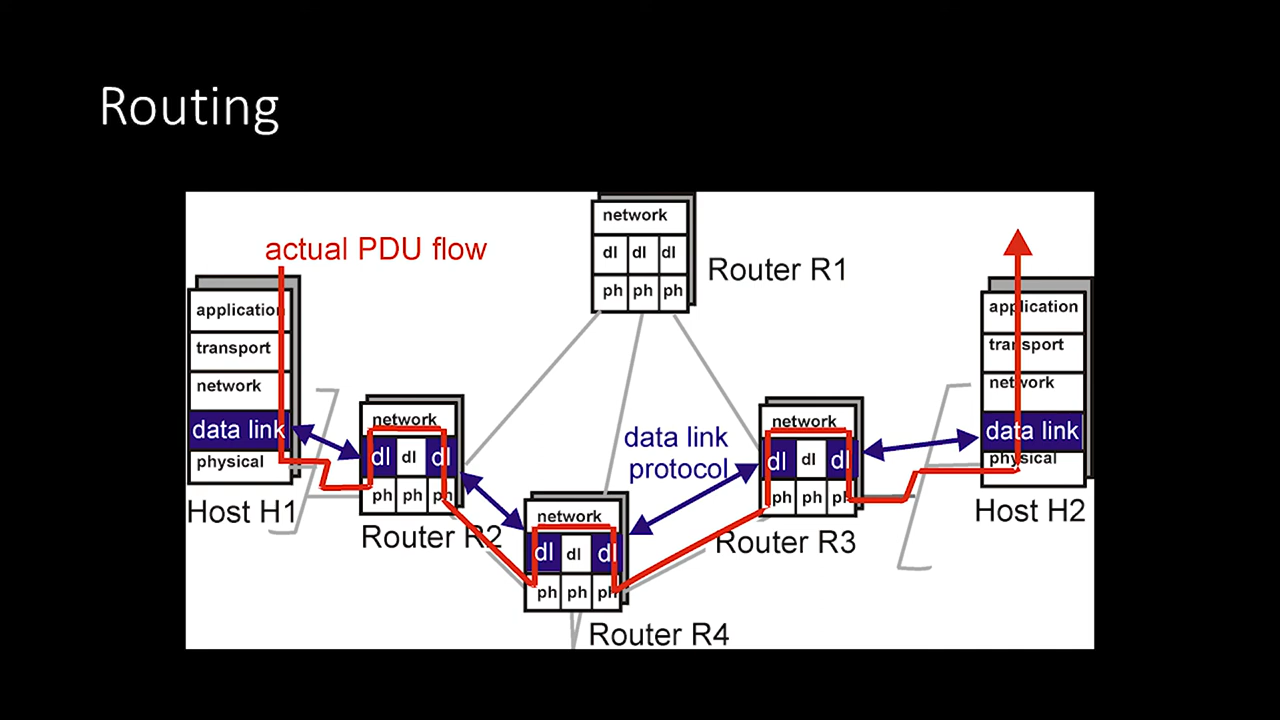 Routing
network
dl dl dl
ph ph ph
Router R1
actual PDU flow
application
transport
network
data link
physical
Host H1
network
dl dl dl
ph ph ph
Router R2
data link
protocol
network
dl dl dl
ph ph ph
Router R4
network
dl dl dl
ph ph ph
Router R3
application
transport
network
data link
physical
Host H2